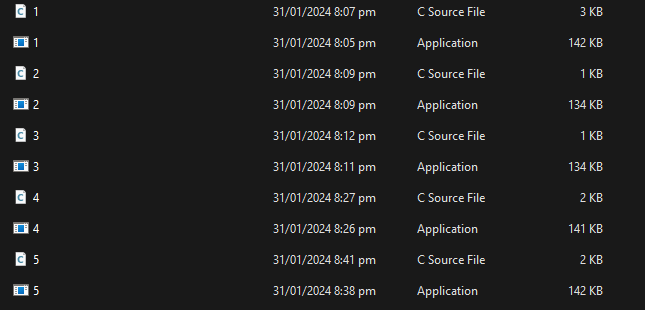 C 1 31/01/2024 8:07 pm C Source File 3 KB
1 31/01/2024 8:05 pm Application 142 KB
C 2 31/01/2024 8:09 pm C Source File 1 KB
2 31/01/2024 8:09 pm Application 134 KB
C 3 31/01/2024 8:12 pm C Source File 1 KB
3 31/01/2024 8:11 pm Application 134 KB
C 4 31/01/2024 8:27 pm C Source File 2 KB
4 31/01/2024 8:26 pm Application 141 KB
C 5 31/01/2024 8:41 pm C Source File 2 KB
5 31/01/2024 8:38 pm Application 142 KB